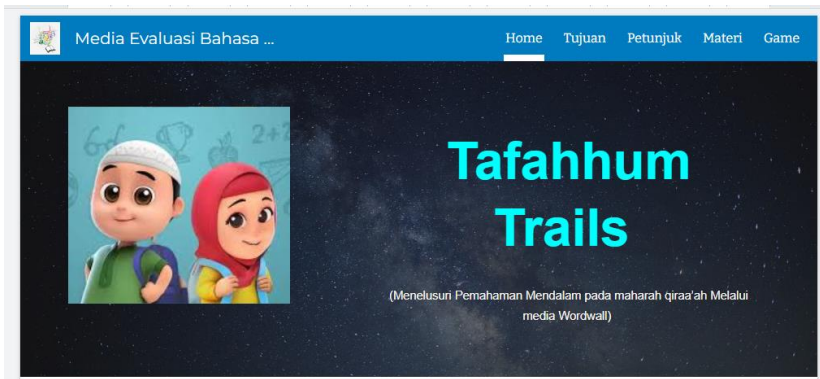 Media Evaluasi Bahasa ...
Home Tujuan Petunjuk Materi Game
Tafahhum
Trails
(Menelusuri Pemahaman Mendalam pada maharah qiraa'ah Melalui
media Wordwall)